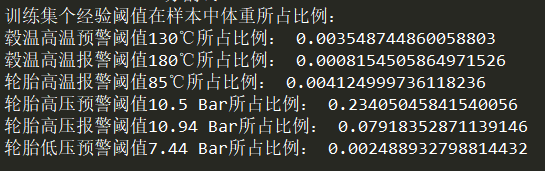 训练集个经验阈值在样本中体重所占比例:
毂温高温预警阈值130℃所占比例: 0.003548744860058803
毂温高温报警阈值180℃所占比例: 0.0008154505864971526
轮胎高温报警阈值85℃所占比例: 0.004124999736118236
轮胎高压预警阈值10.5 Bar所占比例: 0.23405045841540056
轮胎高压报警阈值10.94 Bar所占比例: 0.07918352871139146
轮胎低压预警阈值7.44 Bar所占比例: 0.002488932798814432